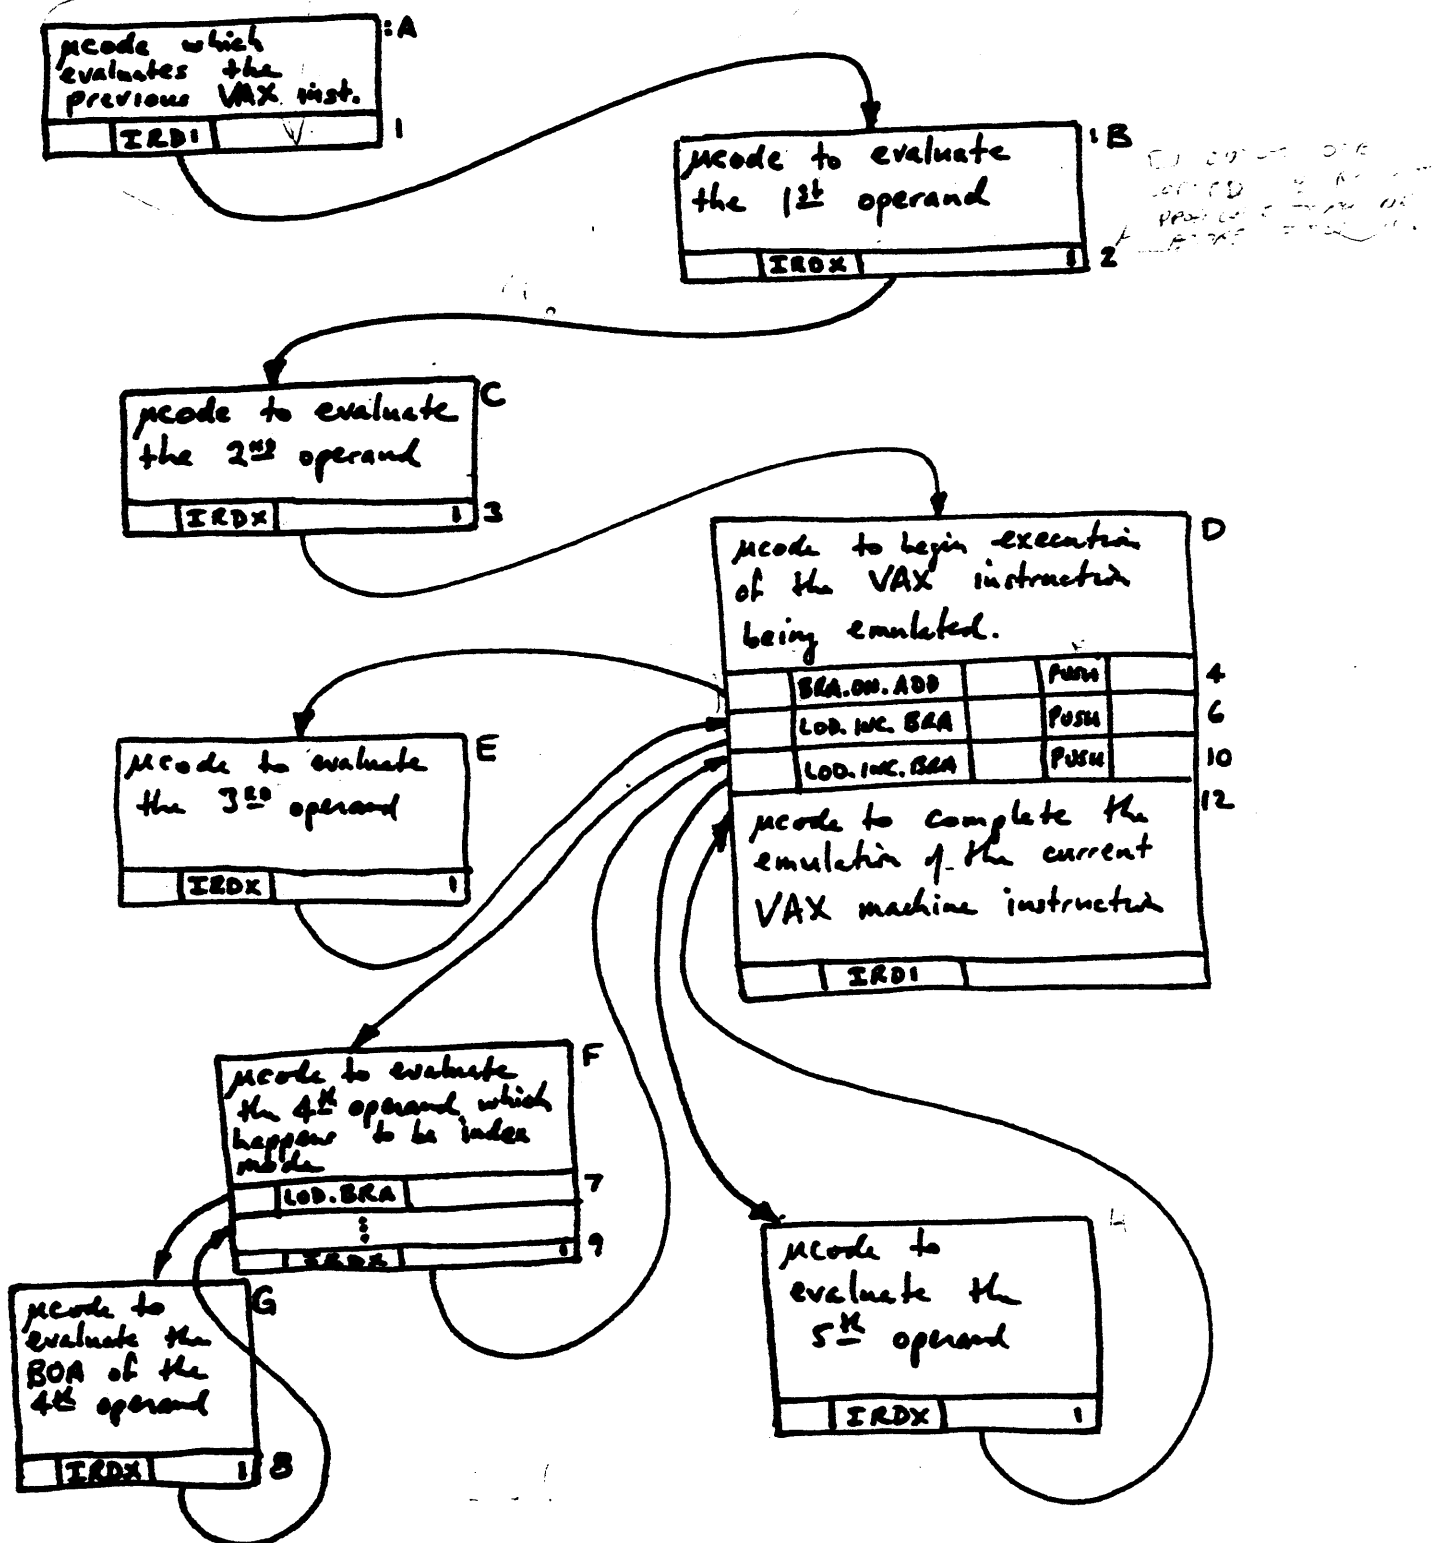 :A
µcode which
evaluates the
previous VAX inst.
IRD1
1
:B
µcode to evaluate
the 1st operand
IRDX 1
2
C
µcode to evaluate
the 2ND operand
IRDX 1
3
D
µcode to begin execution
of the VAX instruction
being emulated.
BRA.ON.ADD PUSH
4
LOD.INC.BRA PUSH
6
LOD.INC.BRA PUSH
10
12
µcode to complete the
emulation of the current
VAX machine instruction
IRD1
E
µcode to evaluate
the 3RD operand
IRDX 1
F
µcode to evaluate
the 4th operand, which
happens to be index
mode
LOD.BRA
7
IRDX 1
9
G
µcode to
evaluate the
BOA of the
4th operand
IRDX 1
8
H
µcode to
evaluate the
5th operand
IRDX 1